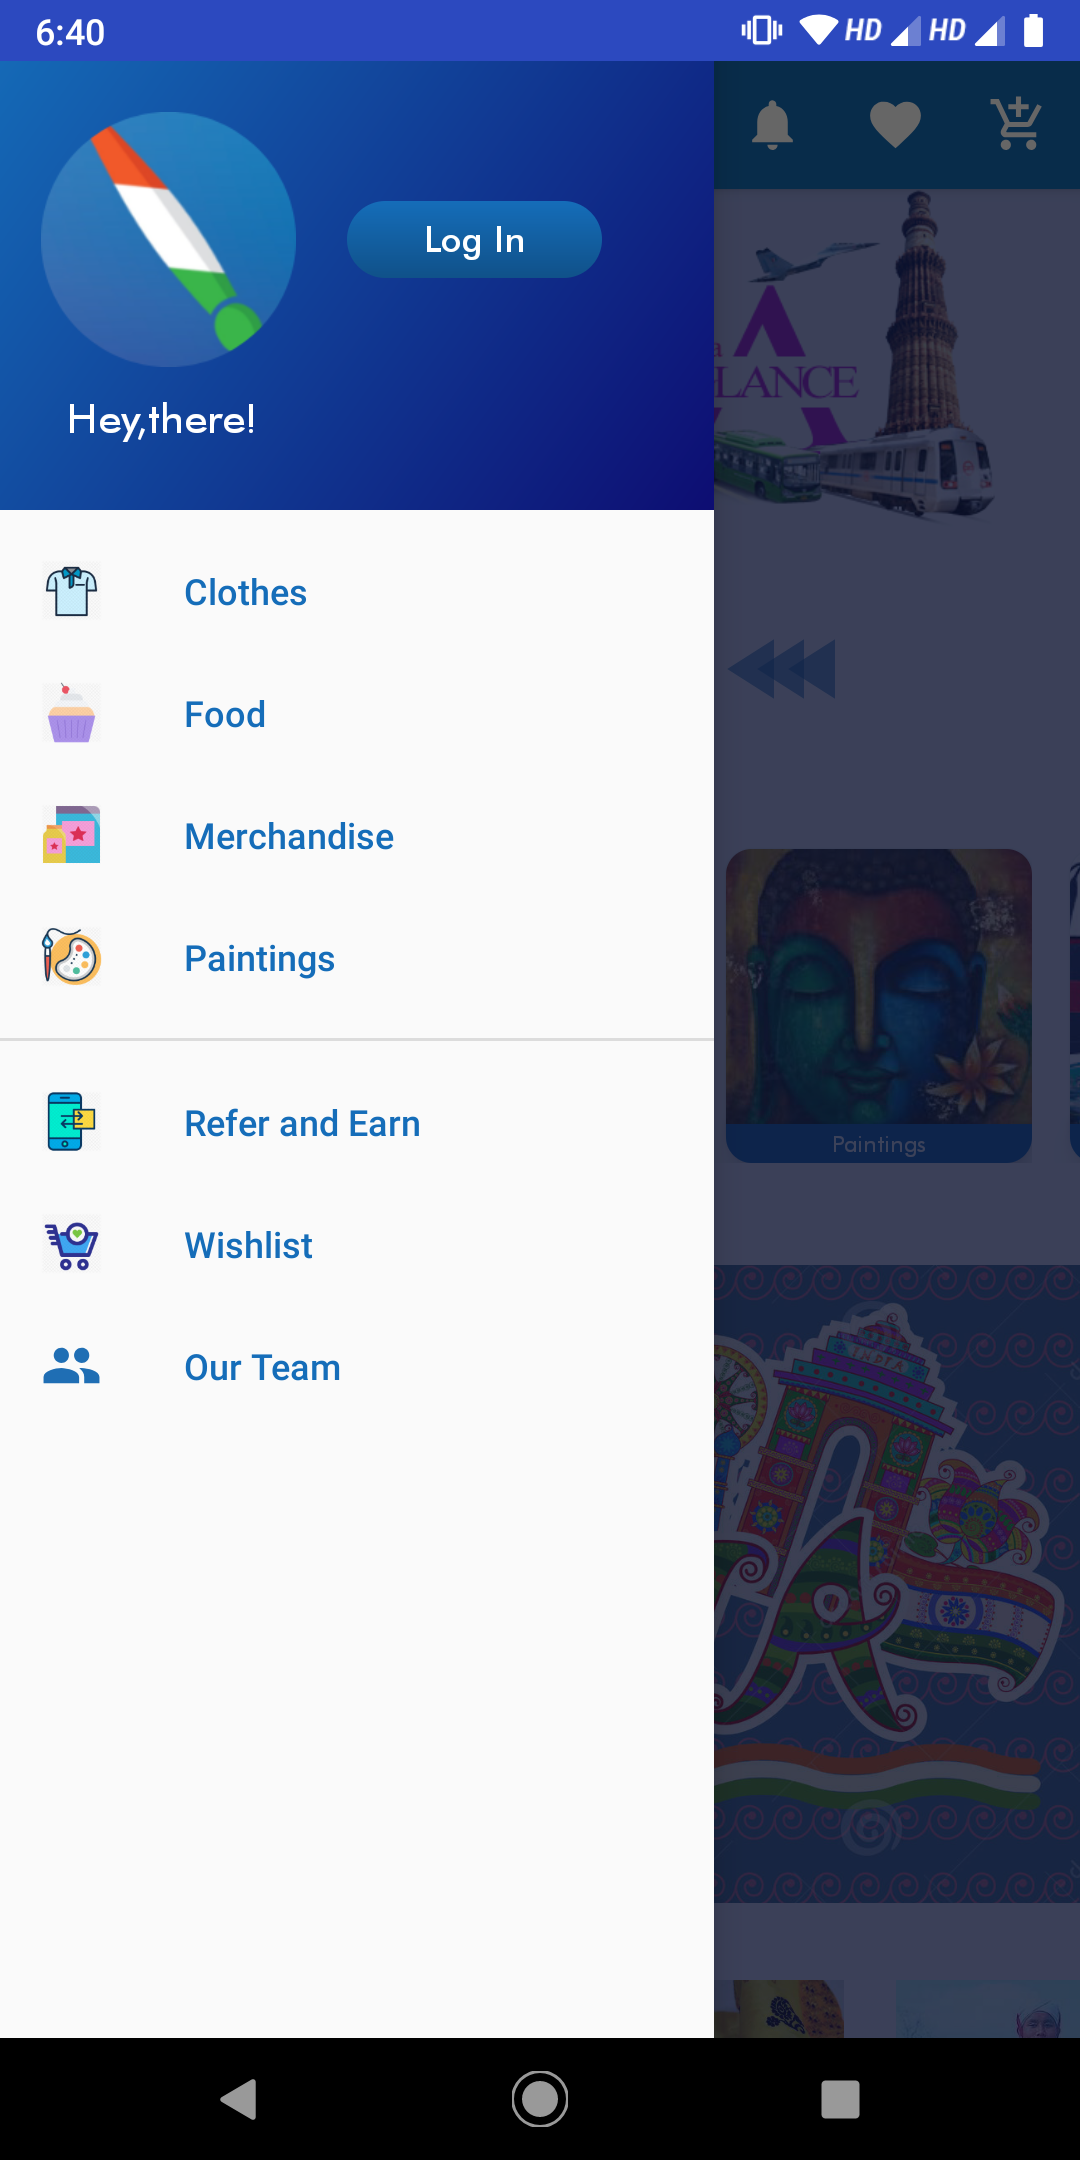 6:40
HD
HD
Log In
Hey,there!
LANCE
Clothes
Food
Merchandise
Paintings
Paintings
Refer and Earn
Wishlist
Our Team
INDIA